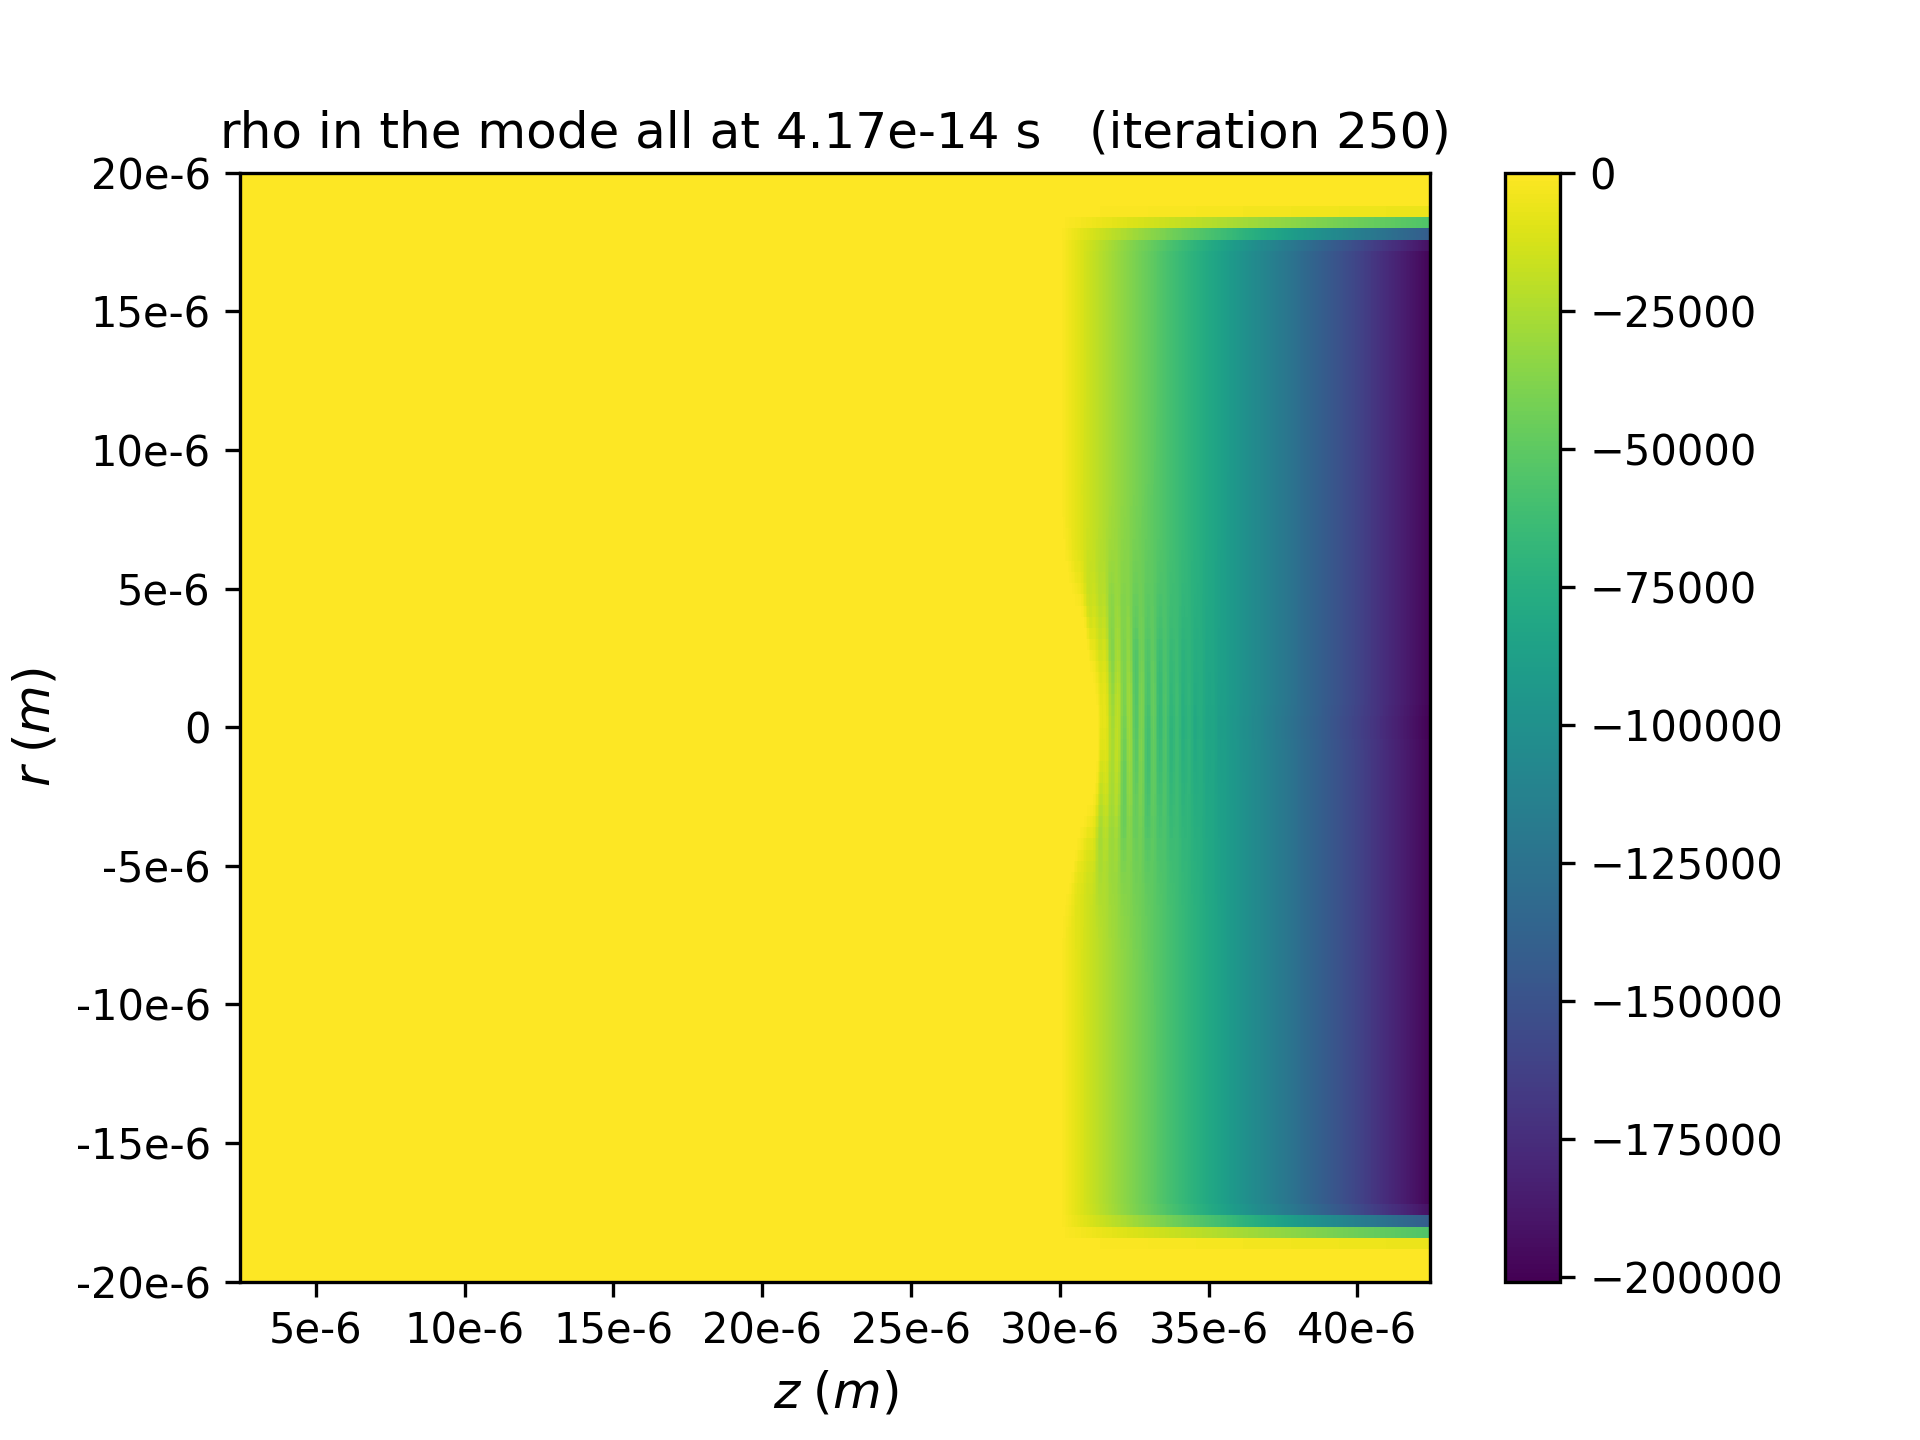 rho in the mode all at 4.17e-14 s   (iteration 250)
20e-6
15e-6
10e-6
5e-6
0
-5e-6
-10e-6
-15e-6
-20e-6
r (m)
5e-6 10e-6 15e-6 20e-6 25e-6 30e-6 35e-6 40e-6
z (m)
0
−25000
−50000
−75000
−100000
−125000
−150000
−175000
−200000